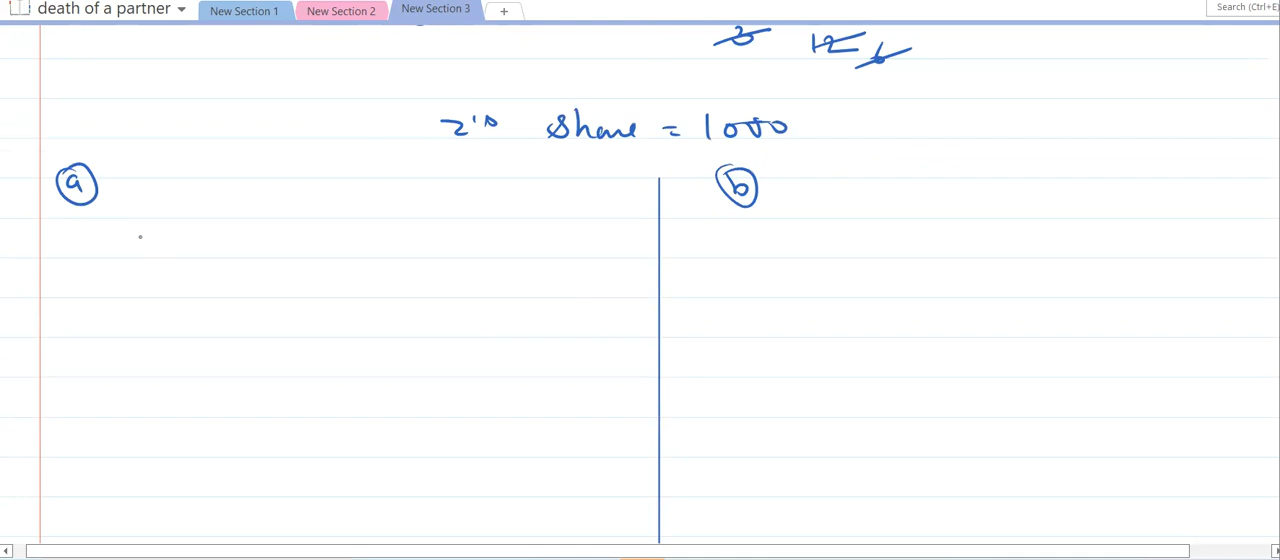 death of a partner New Section 1 New Section 2 New Section 3 + Search (Ctrl+E)
3 12 6
Z's share = 1000
a b